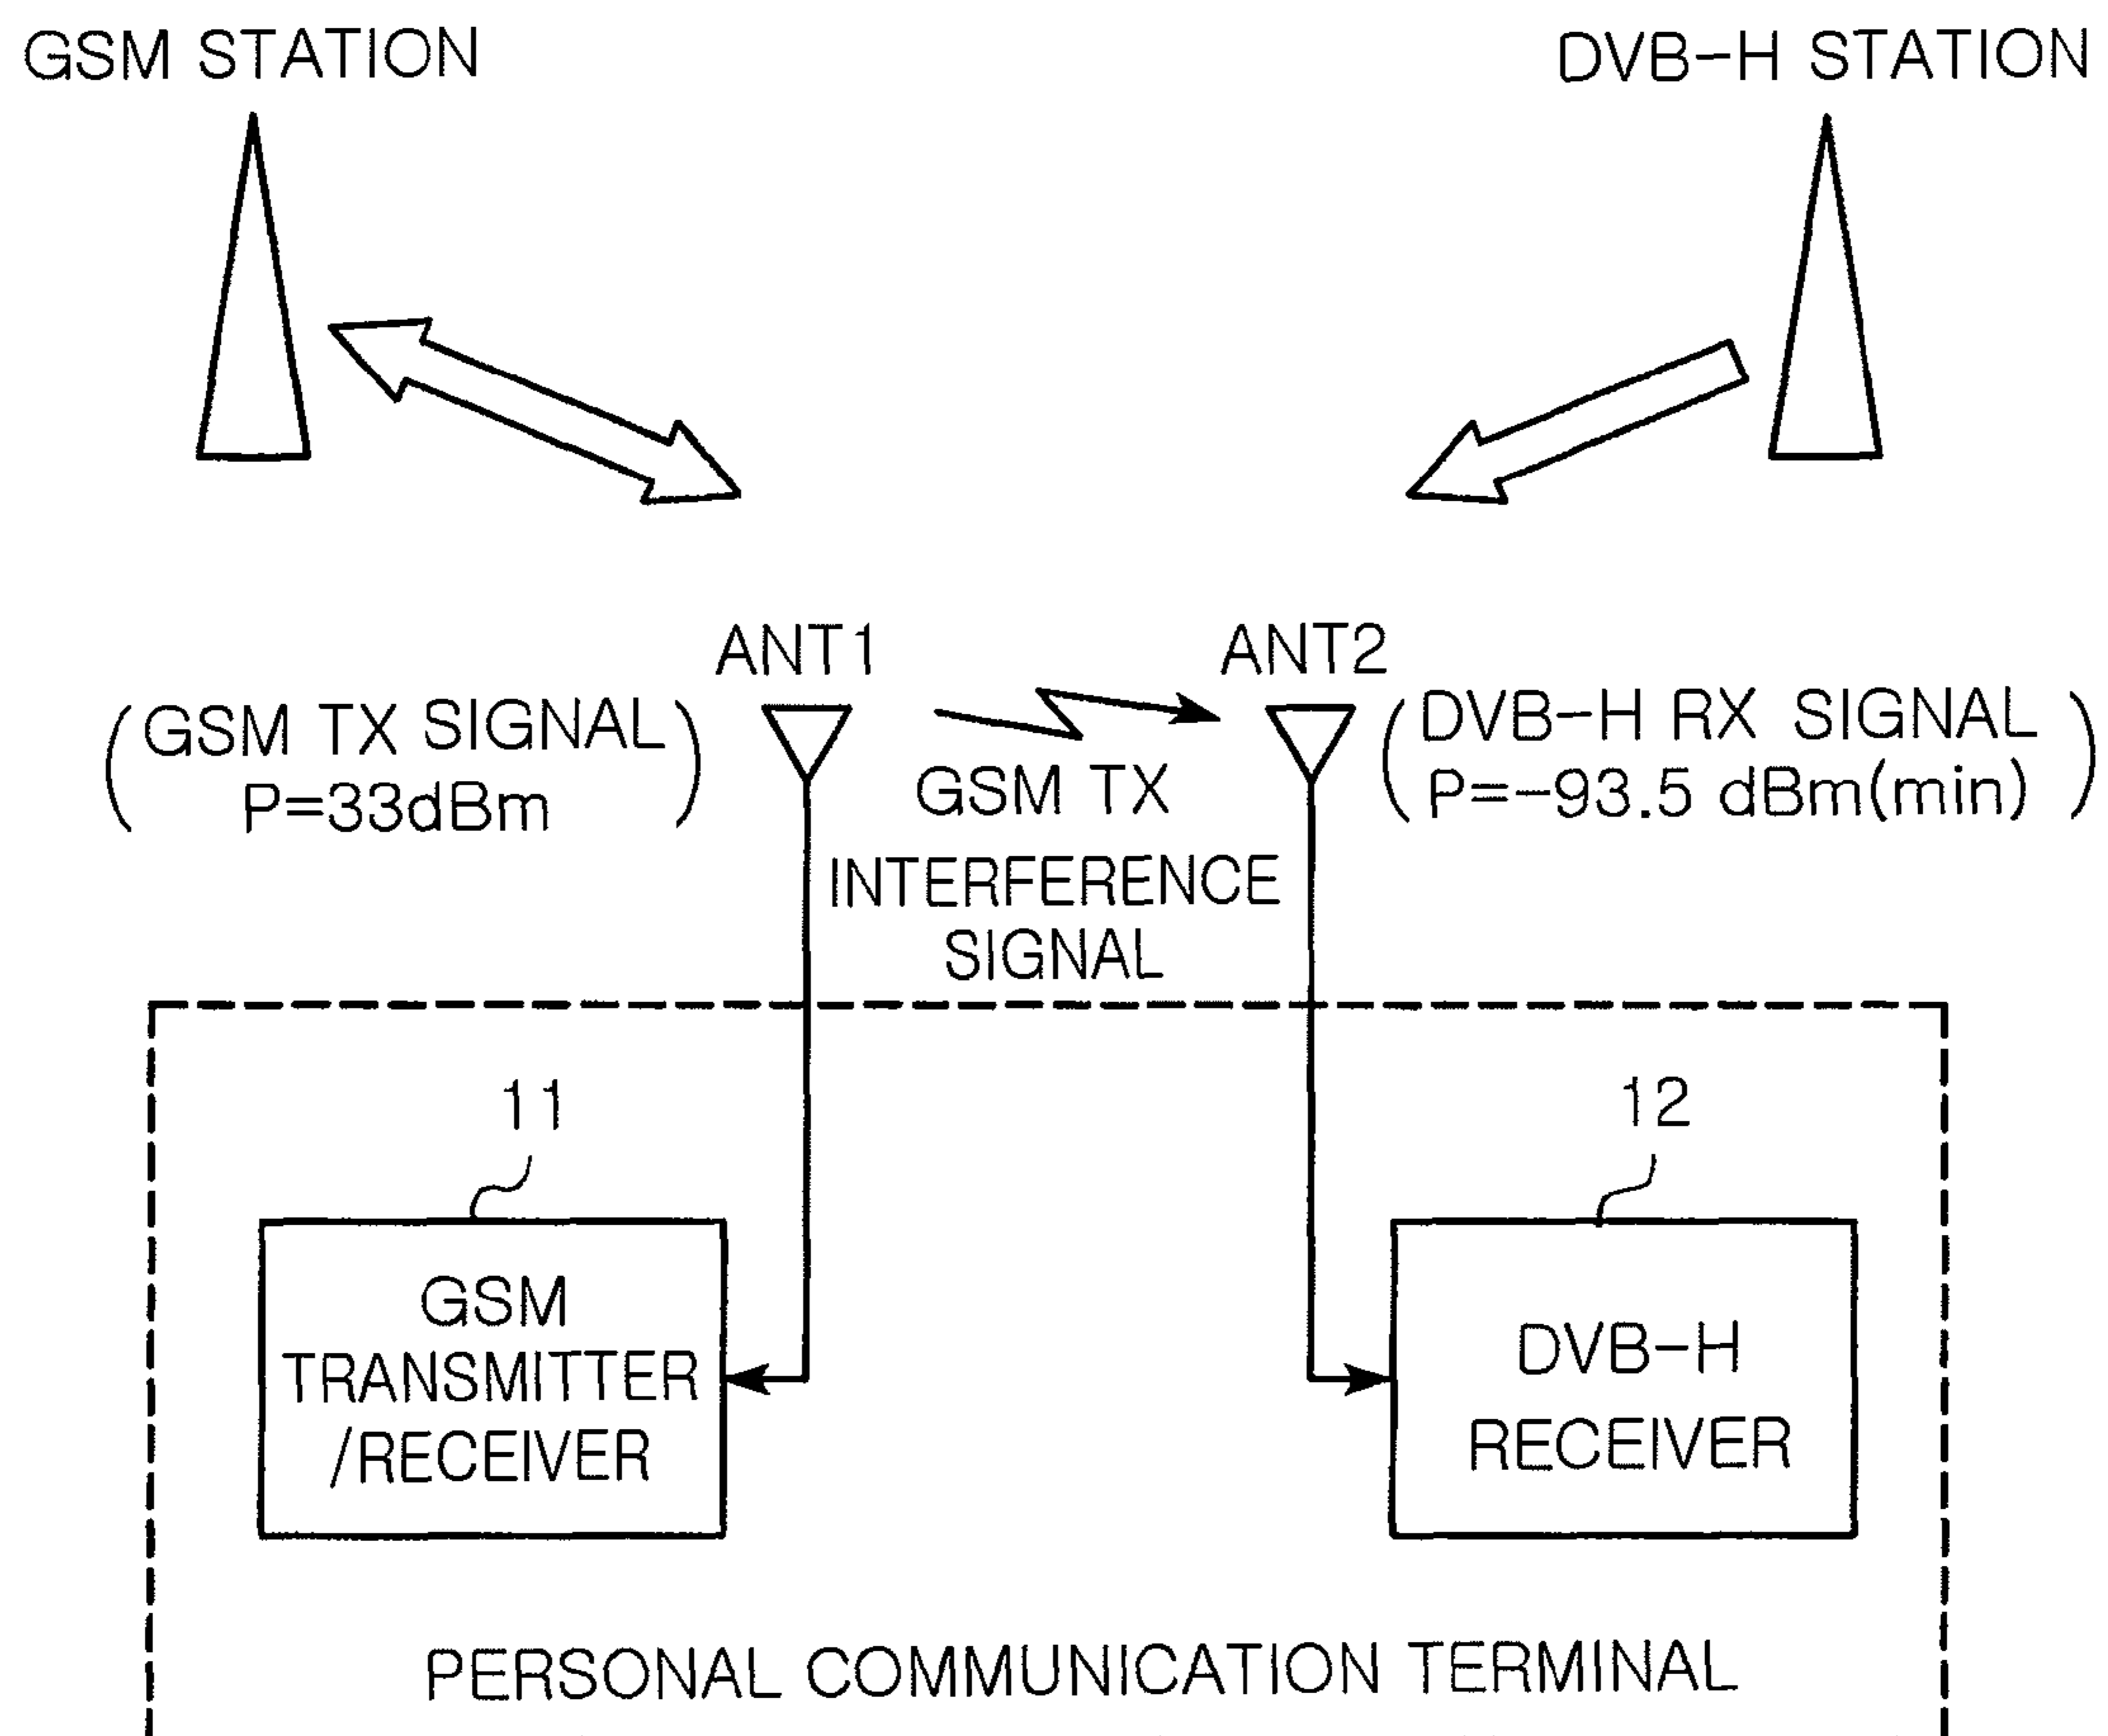 GSM STATION
DVB-H STATION
ANT1
ANT2
(GSM TX SIGNAL
P=33dBm)
GSM TX
INTERFERENCE
SIGNAL
(DVB-H RX SIGNAL
P=-93.5 dBm(min))
11
12
GSM
TRANSMITTER
/RECEIVER
DVB-H
RECEIVER
PERSONAL COMMUNICATION TERMINAL